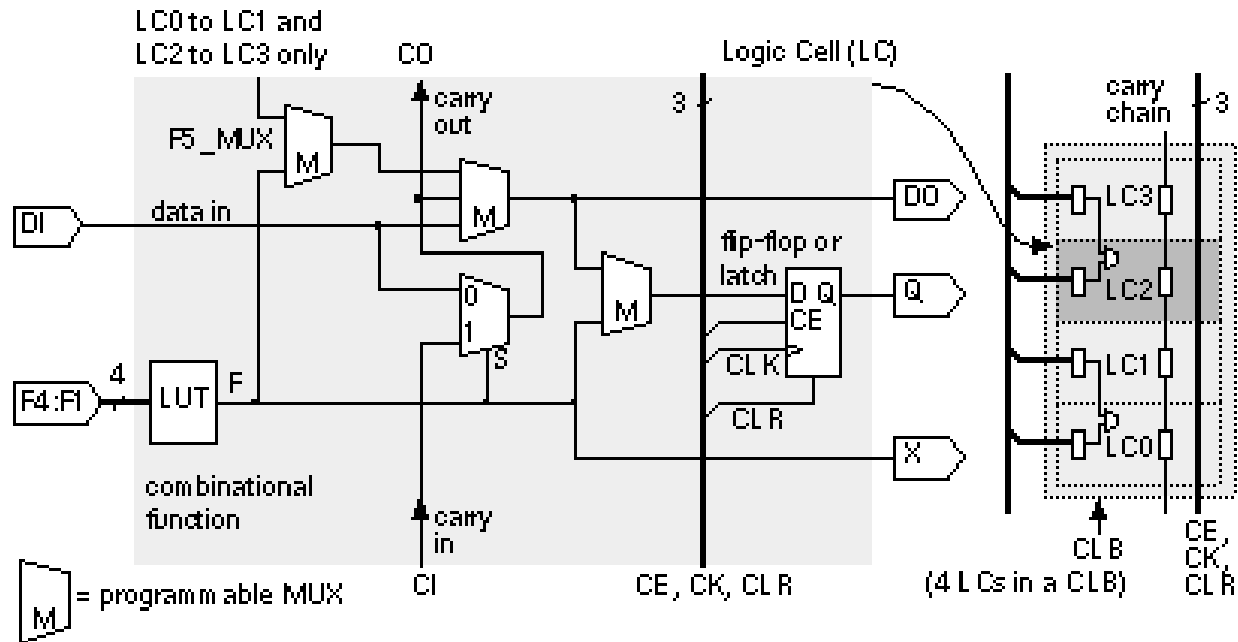 LC0 to LC1 and
LC2 to LC3 only
CO
Logic Cell (LC)
carry
out
3
carry
chain
3
F5_MUX
M
M
DI
data in
DO
LC3
flip-flop or
latch
0
1
S
M
D Q
CE
CLK
CLR
Q
LC2
4
F4:F1
LUT
F
LC1
X
LC0
combinational
function
carry
in
CI
CE, CK, CLR
CLB
(4 LCs in a CLB)
CE,
CK,
CLR
M
= programmable MUX